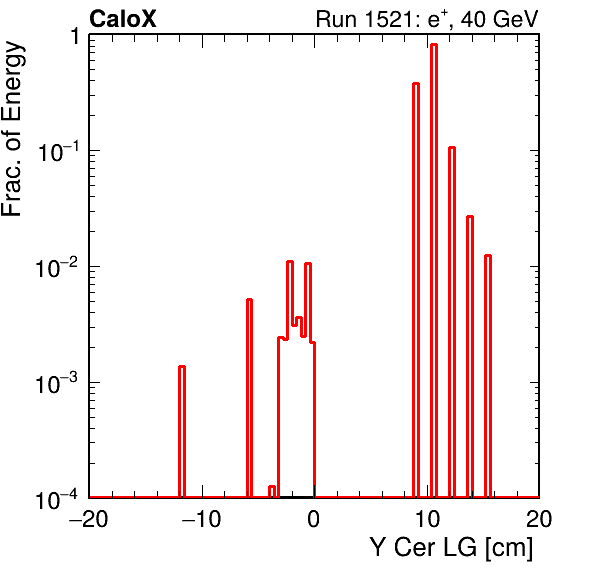 CaloX Run 1521: e⁺, 40 GeV
Frac. of Energy
1
10⁻¹
10⁻²
10⁻³
10⁻⁴
−20 −10 0 10 20
Y Cer LG [cm]